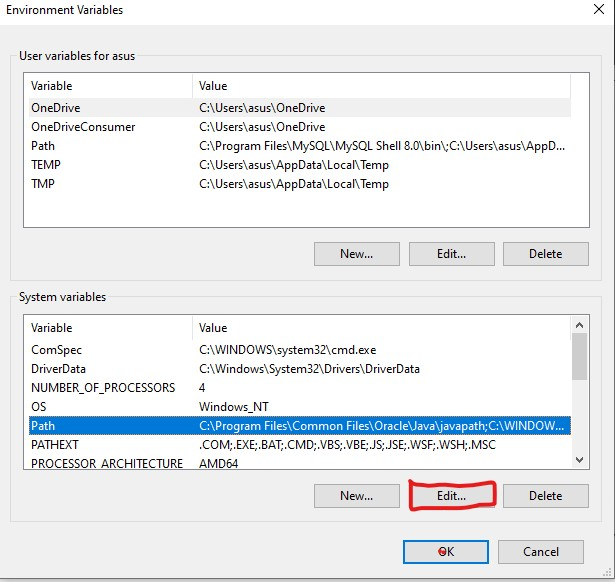 Environment Variables
User variables for asus
Variable Value
OneDrive C:\Users\asus\OneDrive
OneDriveConsumer C:\Users\asus\OneDrive
Path C:\Program Files\MySQL\MySQL Shell 8.0\bin\;C:\Users\asus\AppD...
TEMP C:\Users\asus\AppData\Local\Temp
TMP C:\Users\asus\AppData\Local\Temp
New... Edit... Delete
System variables
Variable Value
ComSpec C:\WINDOWS\system32\cmd.exe
DriverData C:\Windows\System32\Drivers\DriverData
NUMBER_OF_PROCESSORS 4
OS Windows_NT
Path C:\Program Files\Common Files\Oracle\Java\javapath;C:\WINDOW...
PATHEXT .COM;.EXE;.BAT;.CMD;.VBS;.VBE;.JS;.JSE;.WSF;.WSH;.MSC
PROCESSOR_ARCHITECTURE AMD64
New... Edit... Delete
OK Cancel